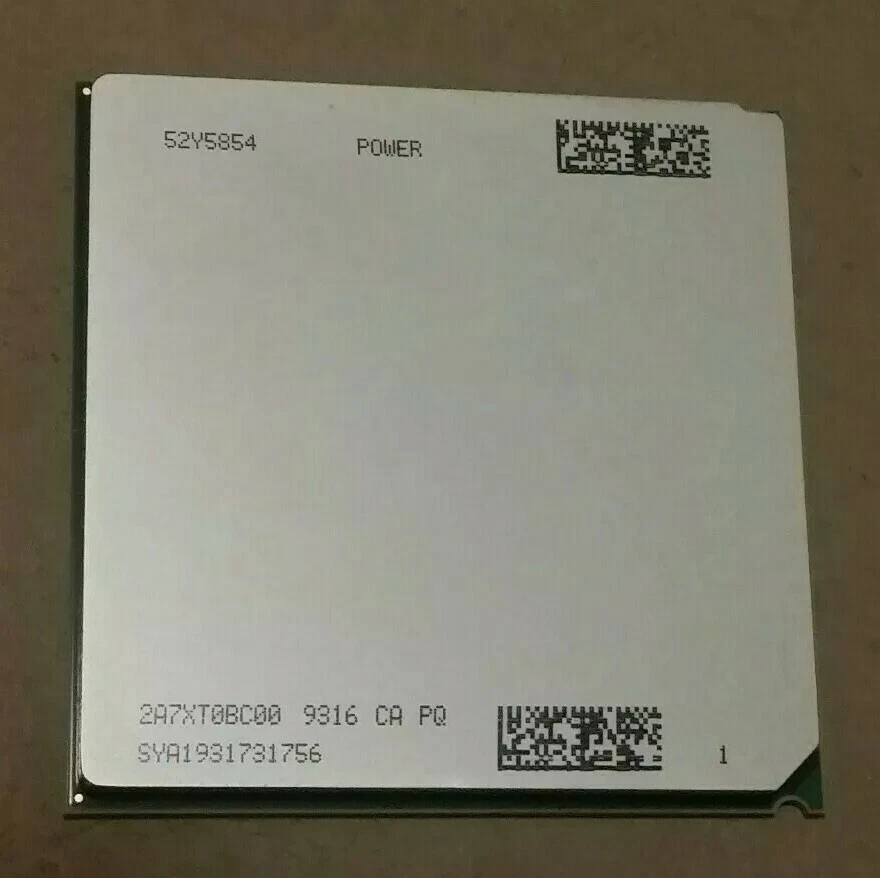 52Y5854 POWER
2A7XT0BC00 9316 CA PQ
SYA1931731756
1